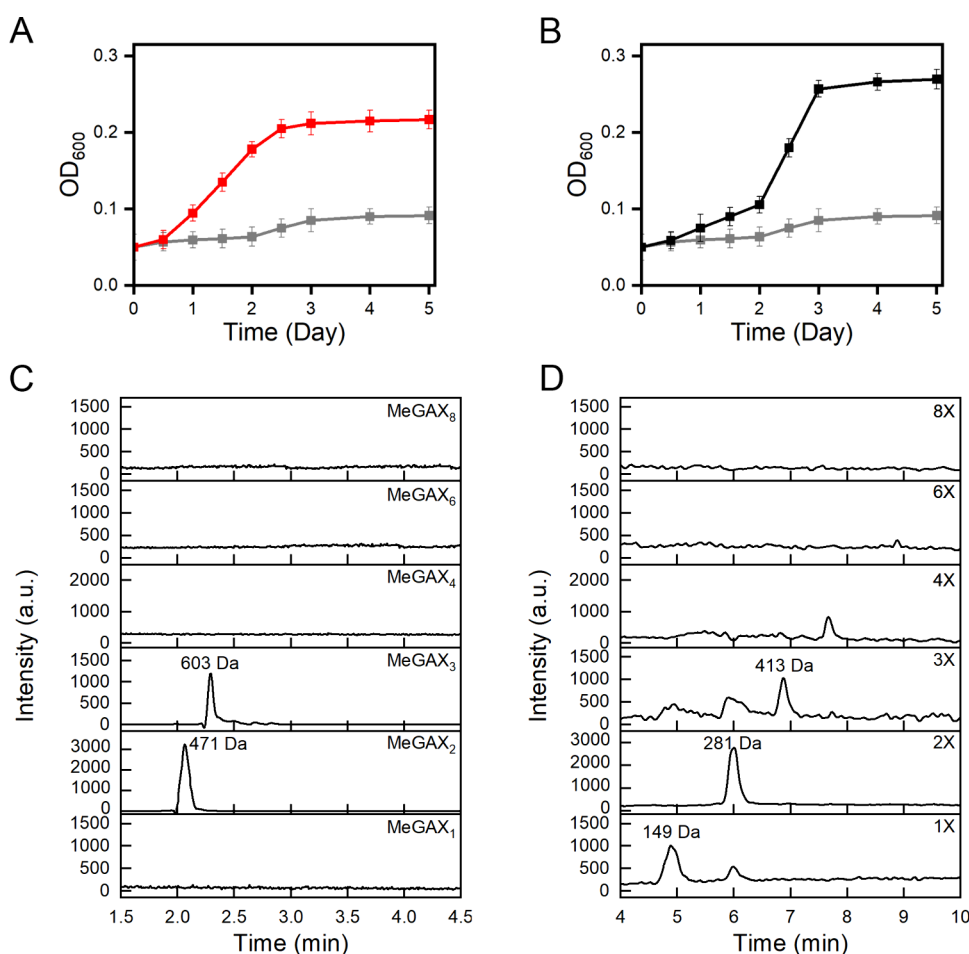 A
0.3
0.2
0.1
0.0
OD600
0 1 2 3 4 5
Time (Day)
B
0.3
0.2
0.1
0.0
OD600
0 1 2 3 4 5
Time (Day)
C
Intensity (a.u.)
1500
1000
500
0
MeGAX8
1500
1000
500
0
MeGAX6
2000
1000
0
MeGAX4
1500
1000
500
0
603 Da
MeGAX3
3000
2000
1000
0
471 Da
MeGAX2
1500
1000
500
0
MeGAX1
1.5 2.0 2.5 3.0 3.5 4.0 4.5
Time (min)
D
Intensity (a.u.)
1500
1000
500
0
8X
1500
1000
500
0
6X
2000
1000
0
4X
1500
1000
500
0
413 Da
3X
3000
2000
1000
0
281 Da
2X
1500
1000
500
0
149 Da
1X
4 5 6 7 8 9 10
Time (min)